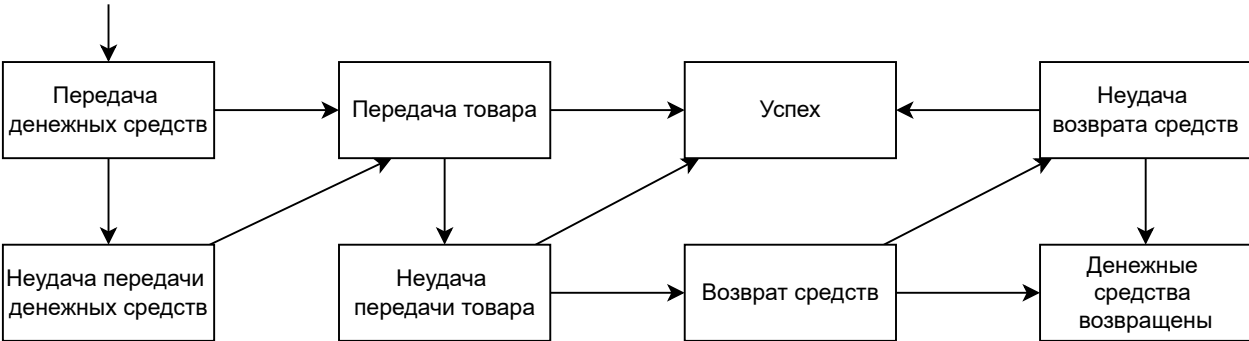 Передача
денежных средств
Передача товара
Успех
Неудача
возврата средств
Неудача передачи
денежных средств
Неудача
передачи товара
Возврат средств
Денежные
средства
возвращены